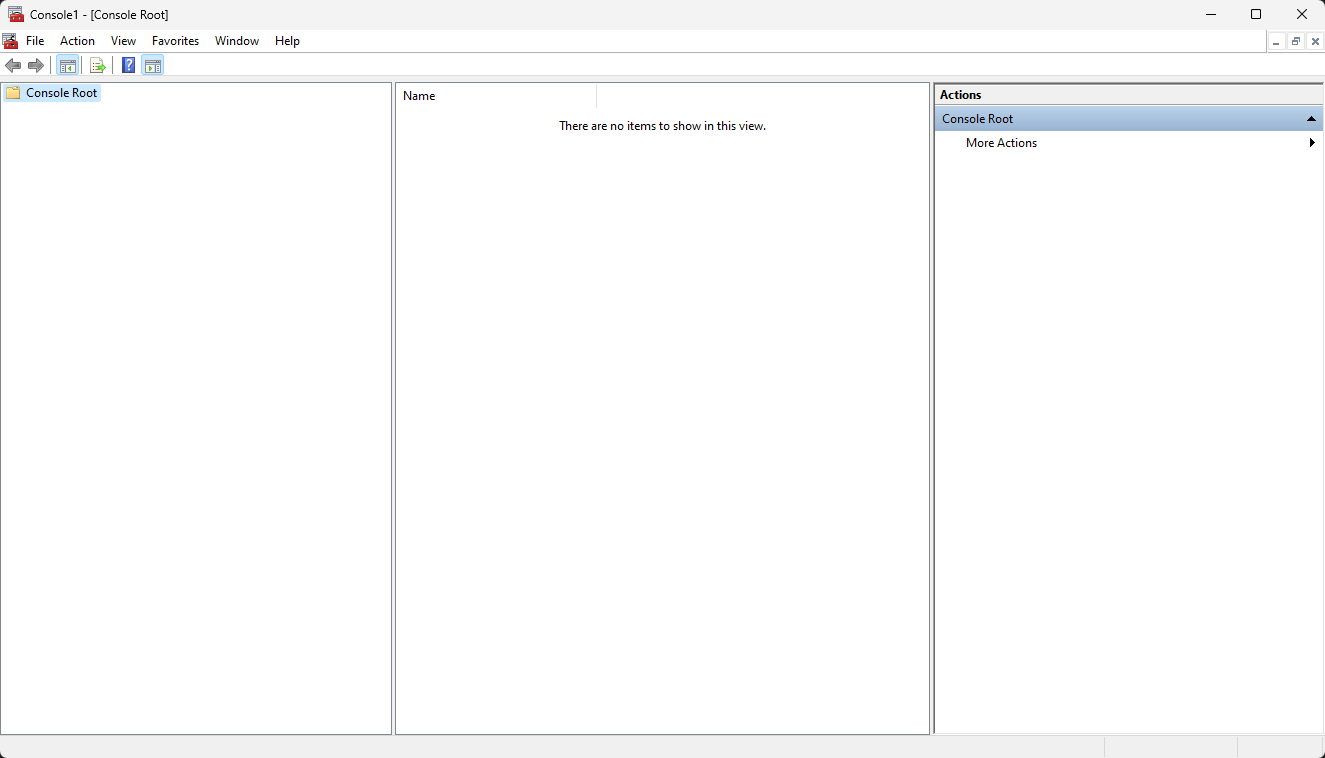 Console1 - [Console Root]
File Action View Favorites Window Help
Console Root
Name
There are no items to show in this view.
Actions
Console Root
More Actions